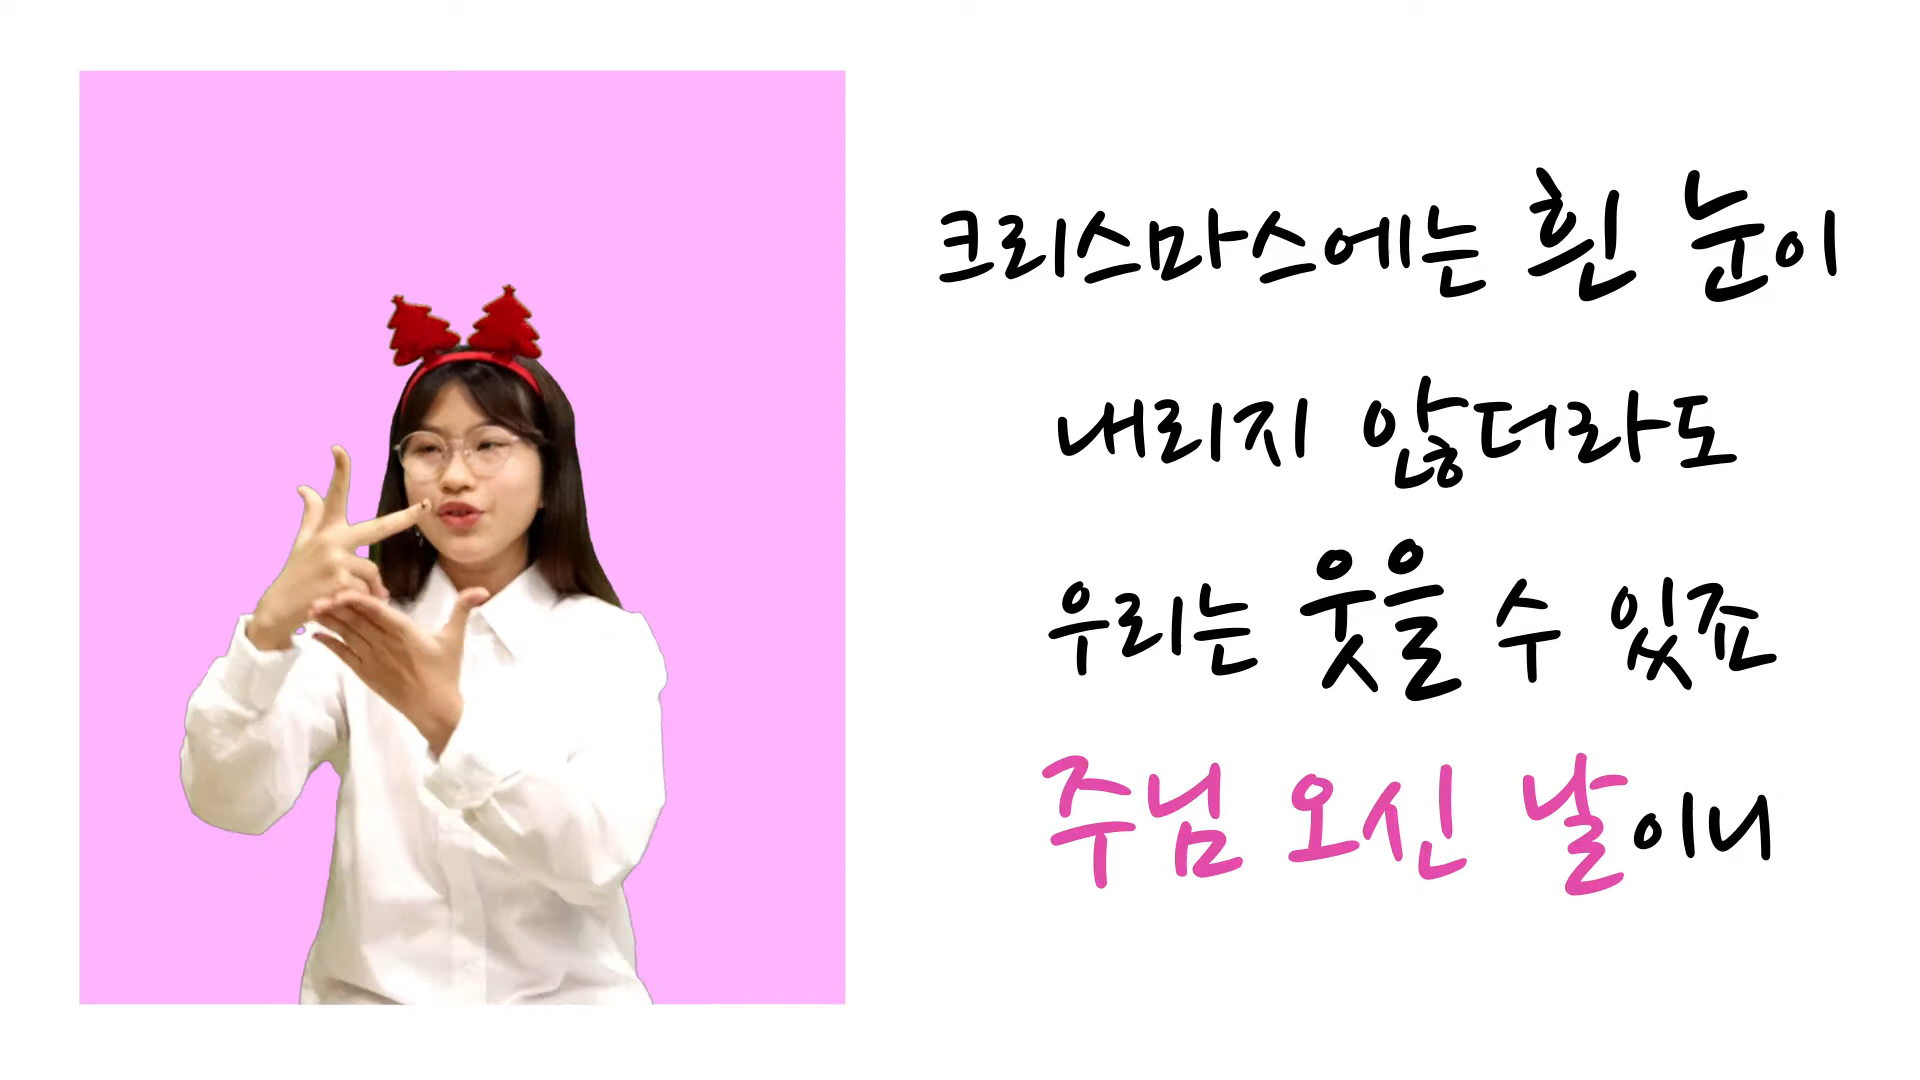 크리스마스에는 흰 눈이
내리지 않더라도
우리는 웃을 수 있죠
주님 오신 날이니